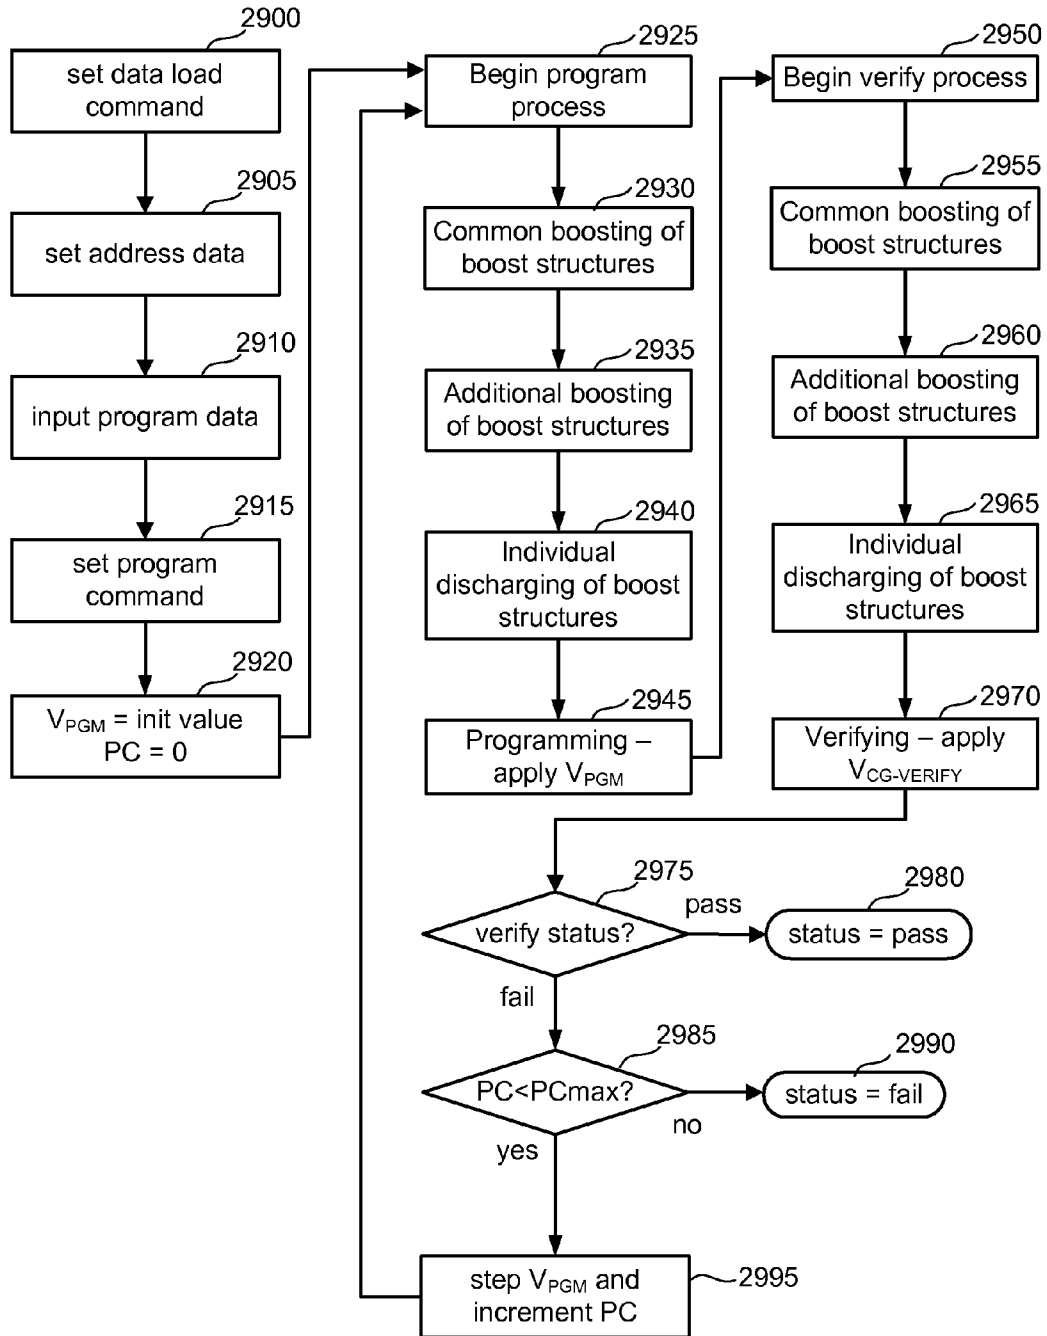 2900
set data load
command
2905
set address data
2910
input program data
2915
set program
command
2920
V_PGM = init value
PC = 0
2925
Begin program
process
2930
Common boosting of
boost structures
2935
Additional boosting
of boost structures
2940
Individual
discharging of boost
structures
2945
Programming –
apply V_PGM
2950
Begin verify process
2955
Common boosting of
boost structures
2960
Additional boosting
of boost structures
2965
Individual
discharging of boost
structures
2970
Verifying – apply
V_CG-VERIFY
2975
verify status?
pass
2980
status = pass
fail
2985
PC<PCmax?
no
2990
status = fail
yes
2995
step V_PGM and
increment PC